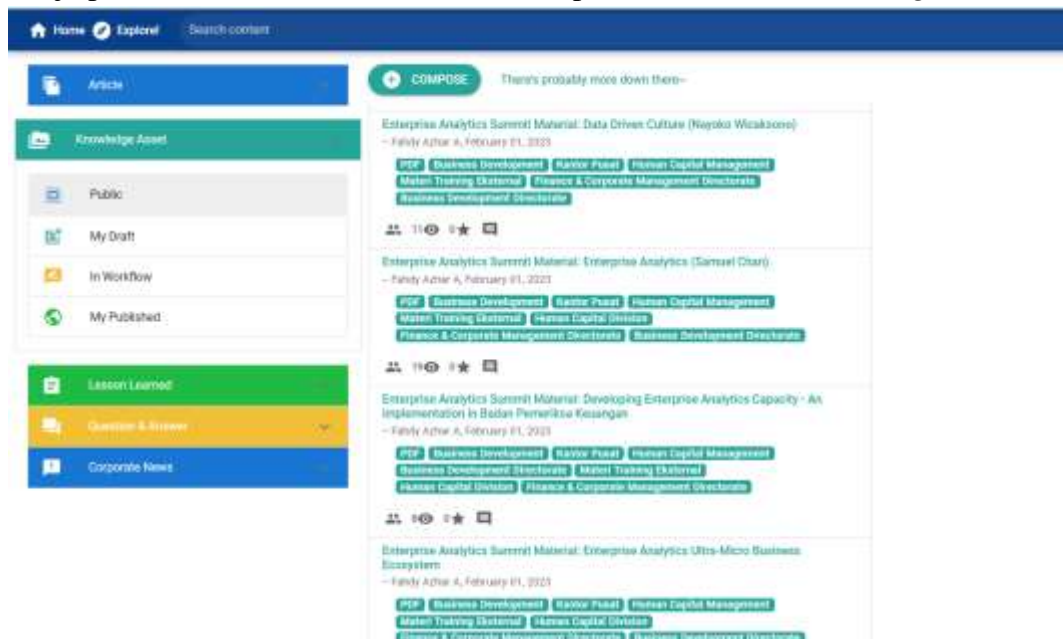 Home Explore! Search content
Article
Knowledge Asset
Public
My Draft
In Workflow
My Published
Lesson Learned
Question & Answer
Corporate News
COMPOSE There's probably more down there~
Enterprise Analytics Summit Material: Data Driven Culture (Nayoko Wicaksono)
February 01, 2023
PDF Business Development Kantor Pusat Human Capital Management
Materi Training Eksternal Finance & Corporate Management Directorate
Business Development Directorate
Enterprise Analytics Summit Material: Enterprise Analytics (Samuel Chan)
February 01, 2023
PDF Business Development Kantor Pusat Human Capital Management
Materi Training Eksternal Human Capital Division
Finance & Corporate Management Directorate Business Development Directorate
Enterprise Analytics Summit Material: Developing Enterprise Analytics Capacity - An
Implementation in Badan Pemeriksa Keuangan
February 01, 2023
PDF Business Development Kantor Pusat Human Capital Management
Business Development Directorate Materi Training Eksternal
Human Capital Division Finance & Corporate Management Directorate
Enterprise Analytics Summit Material: Enterprise Analytics Ultra-Micro Business
Ecosystem
February 01, 2023
PDF Business Development Kantor Pusat Human Capital Management
Materi Training Eksternal Human Capital Division
Finance & Corporate Management Directorate Business Development Directorate